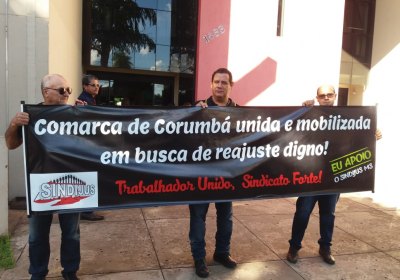 Comarca de Corumbá unida e mobilizada
em busca de reajuste digno!
SINDIJUS
Trabalhador Unido, Sindicato Forte!
EU APOIO
O SINDIJUS MS